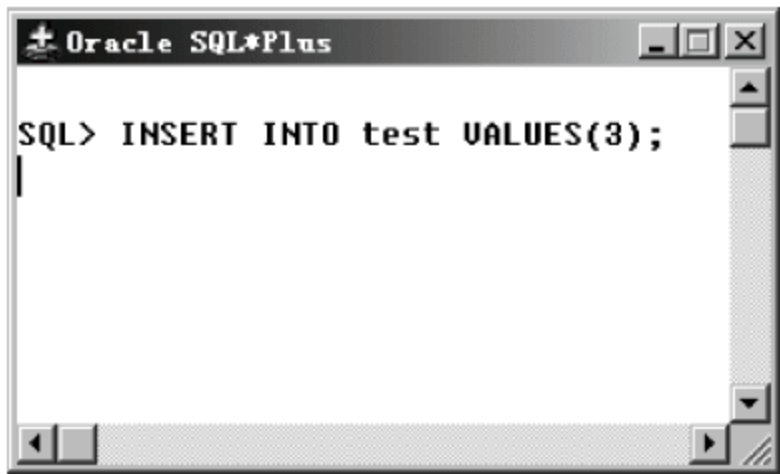 Oracle SQL*Plus
SQL> INSERT INTO test VALUES(3);